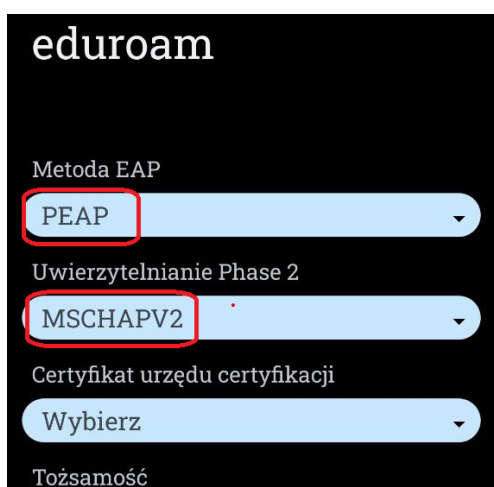 eduroam
Metoda EAP
PEAP
Uwierzytelnianie Phase 2
MSCHAPV2
Certyfikat urzędu certyfikacji
Wybierz
Tożsamość